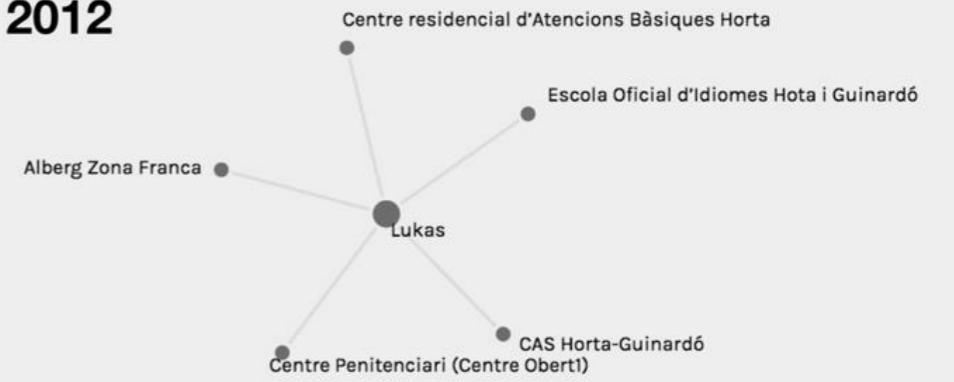 2012
Centre residencial d'Atencions Bàsiques Horta
Escola Oficial d'Idiomes Hota i Guinardó
Alberg Zona Franca
Lukas
CAS Horta-Guinardó
Centre Penitenciari (Centre Obert1)